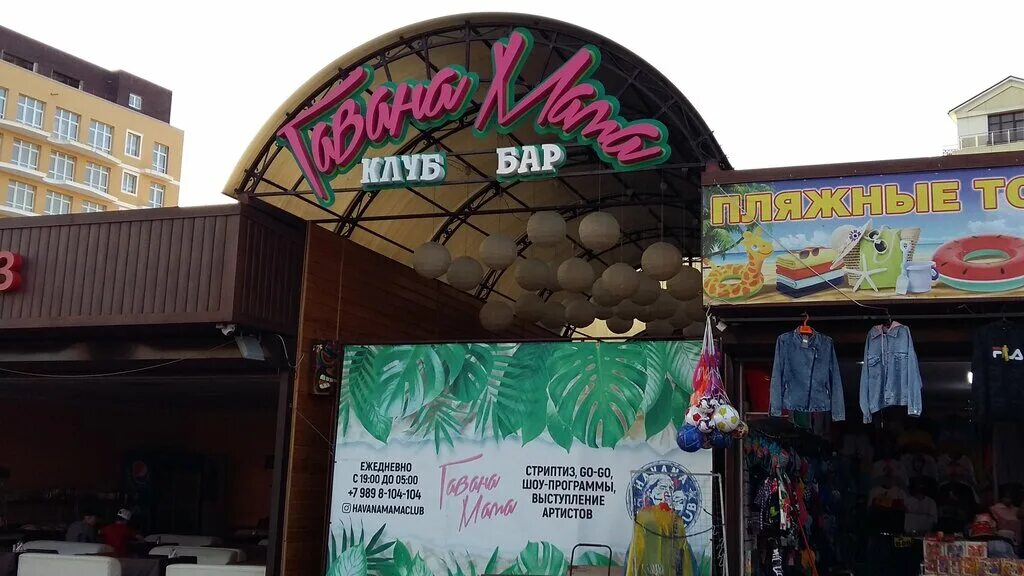 Гавана Мама
КЛУБ БАР
ПЛЯЖНЫЕ ТО
З
ЕЖЕДНЕВНО
С 19:00 ДО 05:00
+7 989 8-104-104
HAVANAMAMACLUB
Гавана
Мама
СТРИПТИЗ, GO-GO,
ШОУ-ПРОГРАММЫ,
ВЫСТУПЛЕНИЕ
АРТИСТОВ